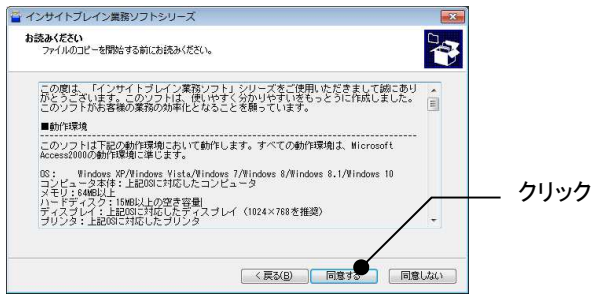 インサイトブレイン業務ソフトシリーズ
お読みください
ファイルのコピーを開始する前にお読みください。
この度は、「インサイトブレイン業務ソフト」シリーズをご使用いただきまして誠にあり
がとうございます。このソフトは、使いやすく分かりやすいをもっとうに作成しました。
このソフトがお客様の業務の効率化となることを願っています。
■動作環境
このソフトは下記の動作環境において動作します。すべての動作環境は、Microsoft
Access2000の動作環境に準じます。
OS： Windows XP/Windows Vista/Windows 7/Windows 8/Windows 8.1/Windows 10
コンピュータ本体：上記OSに対応したコンピュータ
メモリ：64MB以上
ハードディスク：15MB以上の空き容量
ディスプレイ：上記OSに対応したディスプレイ（1024×768を推奨）
プリンタ：上記OSに対応したプリンタ
クリック
< 戻る(B)
同意する
同意しない